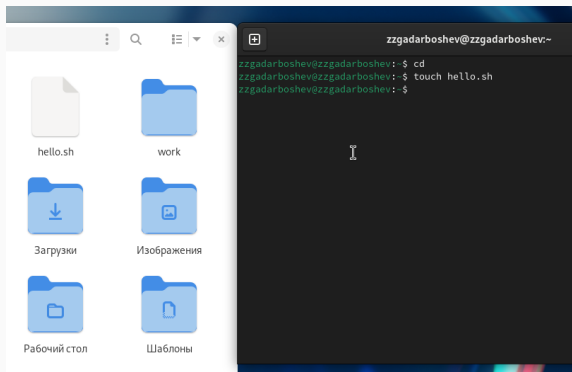 hello.sh
work
Загрузки
Изображения
Рабочий стол
Шаблоны
zzgadarboshev@zzgadarboshev:~
zzgadarboshev@zzgadarboshev:~$ cd
zzgadarboshev@zzgadarboshev:~$ touch hello.sh
zzgadarboshev@zzgadarboshev:~$